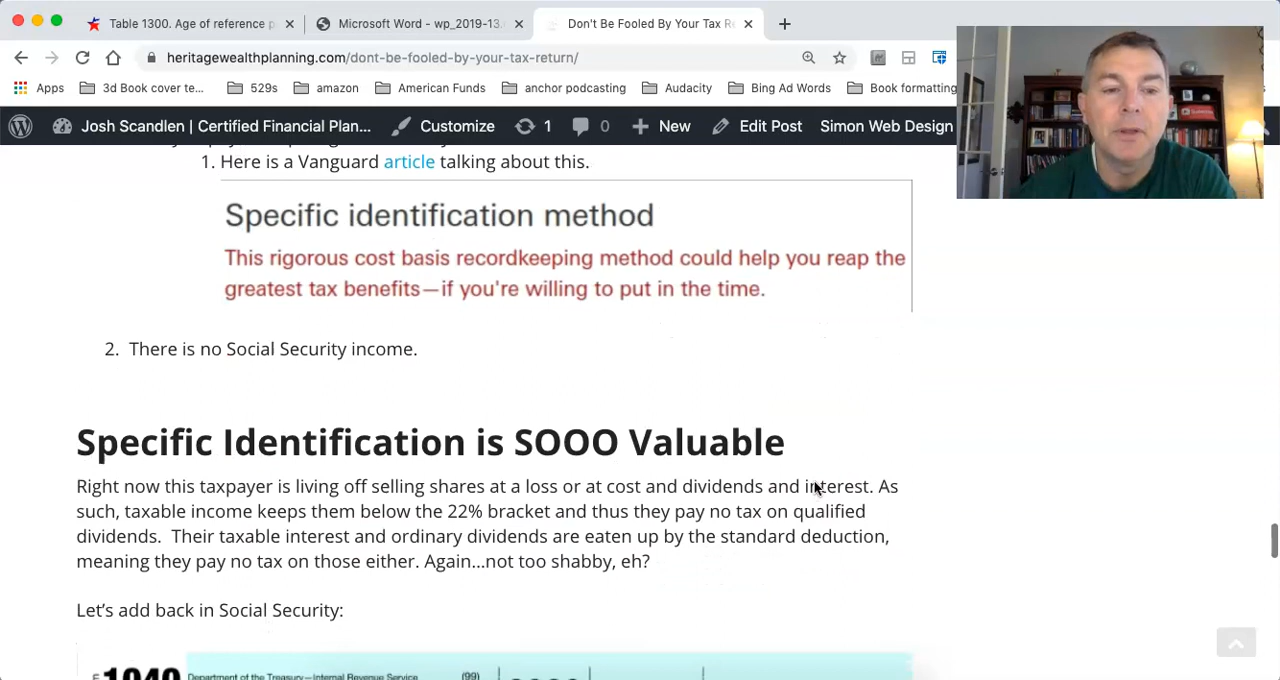 Table 1300. Age of reference p
Microsoft Word - wp_2019-13.
Don't Be Fooled By Your Tax Re
heritagewealthplanning.com/dont-be-fooled-by-your-tax-return/
Apps 3d Book cover te... 529s amazon American Funds anchor podcasting Audacity Bing Ad Words Book formatting
Josh Scandlen | Certified Financial Plan... Customize 1 0 New Edit Post Simon Web Design
1. Here is a Vanguard article talking about this.
Specific identification method
This rigorous cost basis recordkeeping method could help you reap the
greatest tax benefits—if you're willing to put in the time.
2. There is no Social Security income.
Specific Identification is SOOO Valuable
Right now this taxpayer is living off selling shares at a loss or at cost and dividends and interest. As
such, taxable income keeps them below the 22% bracket and thus they pay no tax on qualified
dividends. Their taxable interest and ordinary dividends are eaten up by the standard deduction,
meaning they pay no tax on those either. Again...not too shabby, eh?
Let's add back in Social Security:
1040 Department of the Treasury—Internal Revenue Service (99)